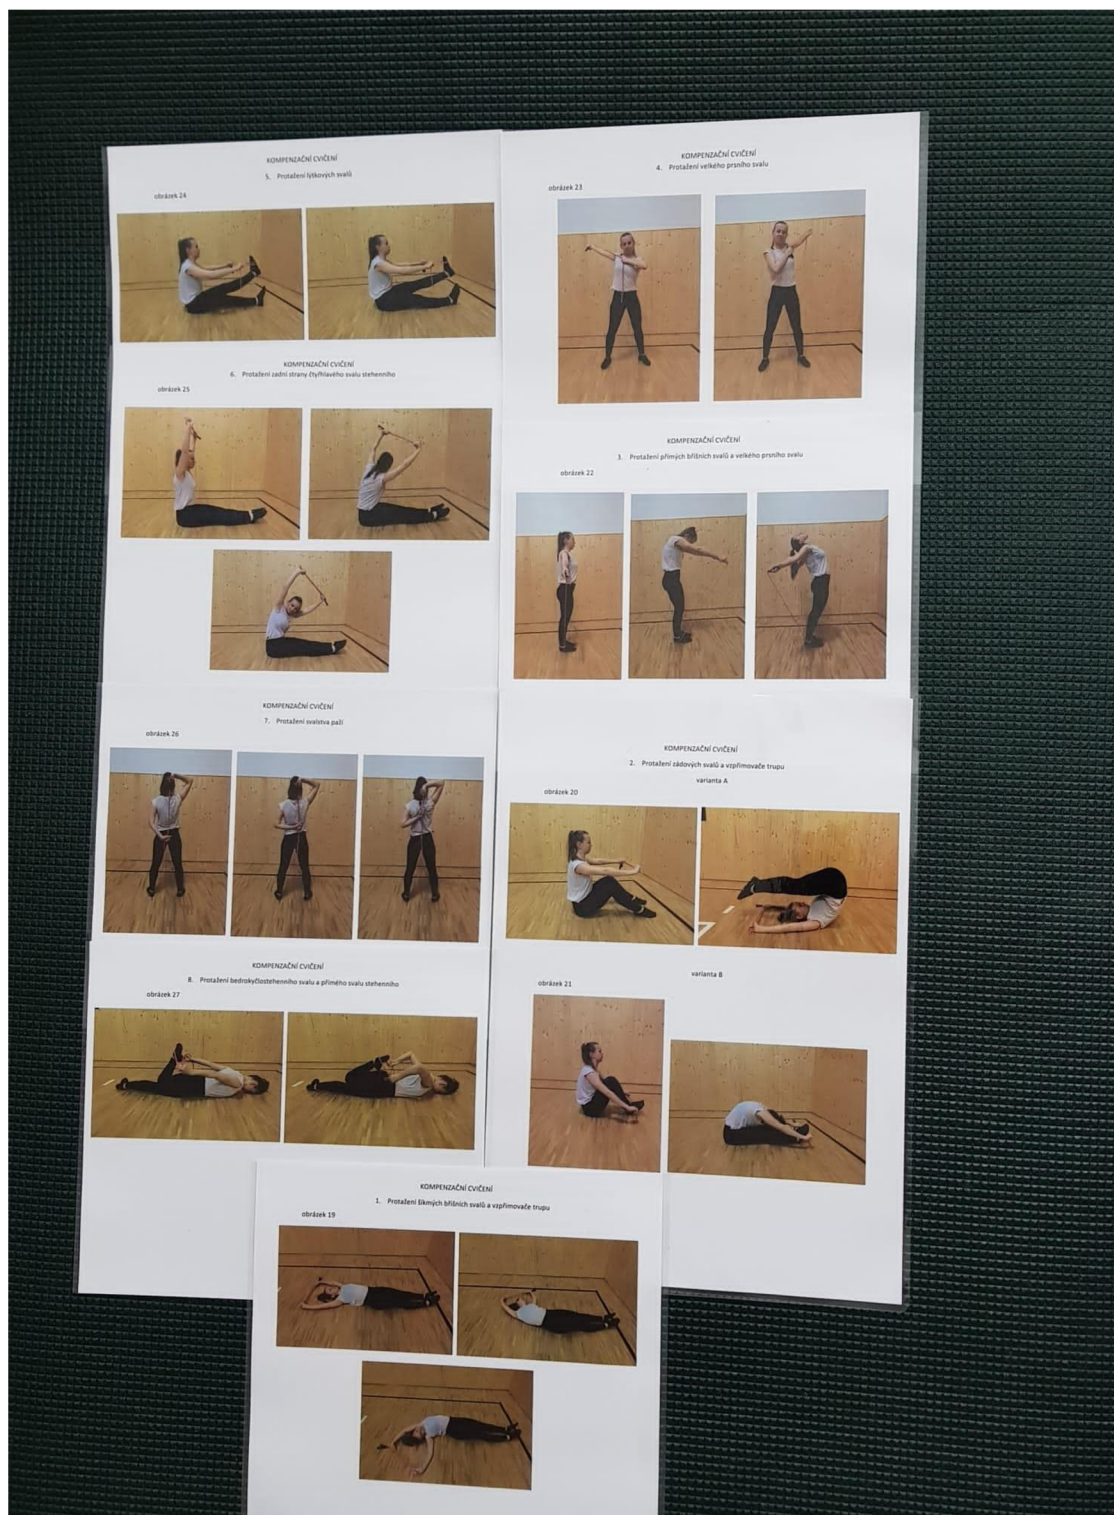 KOMPENZAČNÍ CVIČENÍ
5. Protažení lýtkových svalů
obrázek 24
KOMPENZAČNÍ CVIČENÍ
6. Protažení zadní strany čtyřhlavého svalu stehenního
obrázek 25
KOMPENZAČNÍ CVIČENÍ
7. Protažení svalstva paží
obrázek 26
KOMPENZAČNÍ CVIČENÍ
8. Protažení bedrokyčlostehenního svalu a přímého svalu stehenního
obrázek 27
KOMPENZAČNÍ CVIČENÍ
4. Protažení velkého prsního svalu
obrázek 23
KOMPENZAČNÍ CVIČENÍ
3. Protažení přímých břišních svalů a velkého prsního svalu
obrázek 22
KOMPENZAČNÍ CVIČENÍ
2. Protažení zádových svalů a vzpřimovače trupu
varianta A
obrázek 20
varianta B
obrázek 21
KOMPENZAČNÍ CVIČENÍ
1. Protažení šikmých břišních svalů a vzpřimovače trupu
obrázek 19